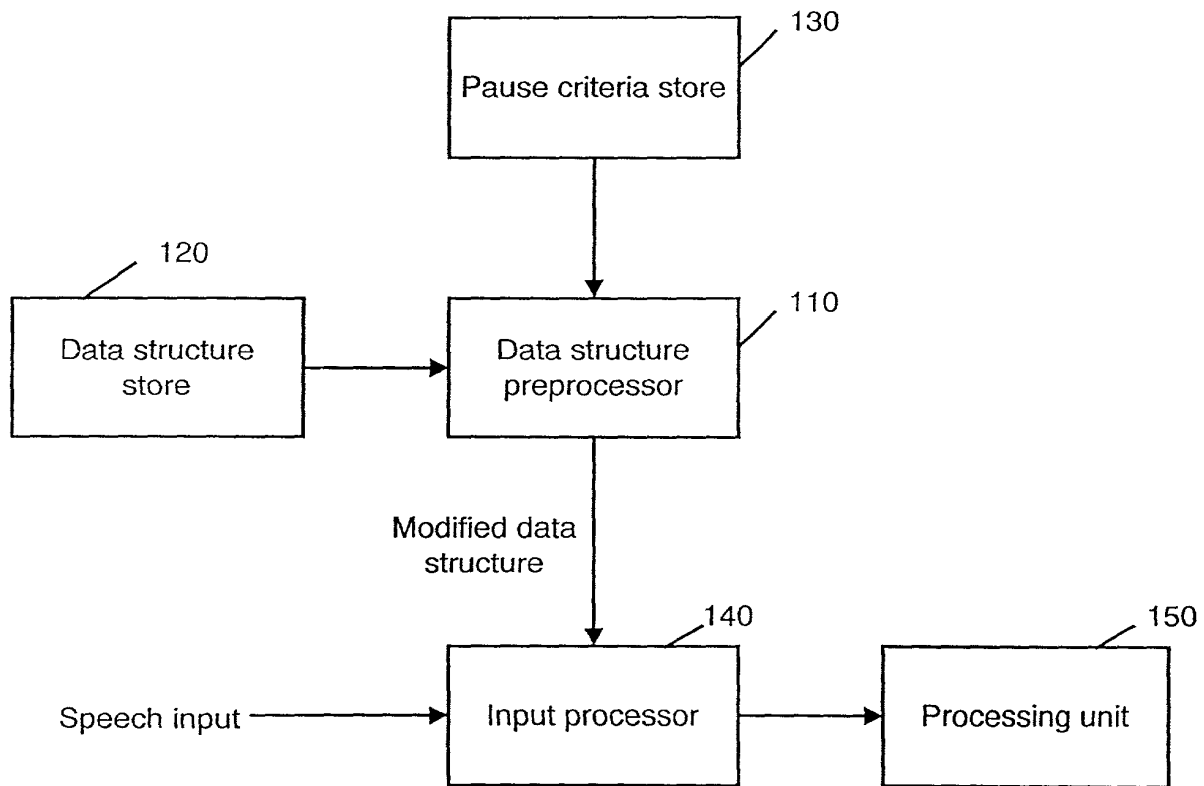 130
Pause criteria store
120
110
Data structure
store
Data structure
preprocessor
Modified data
structure
140
150
Speech input
Input processor
Processing unit